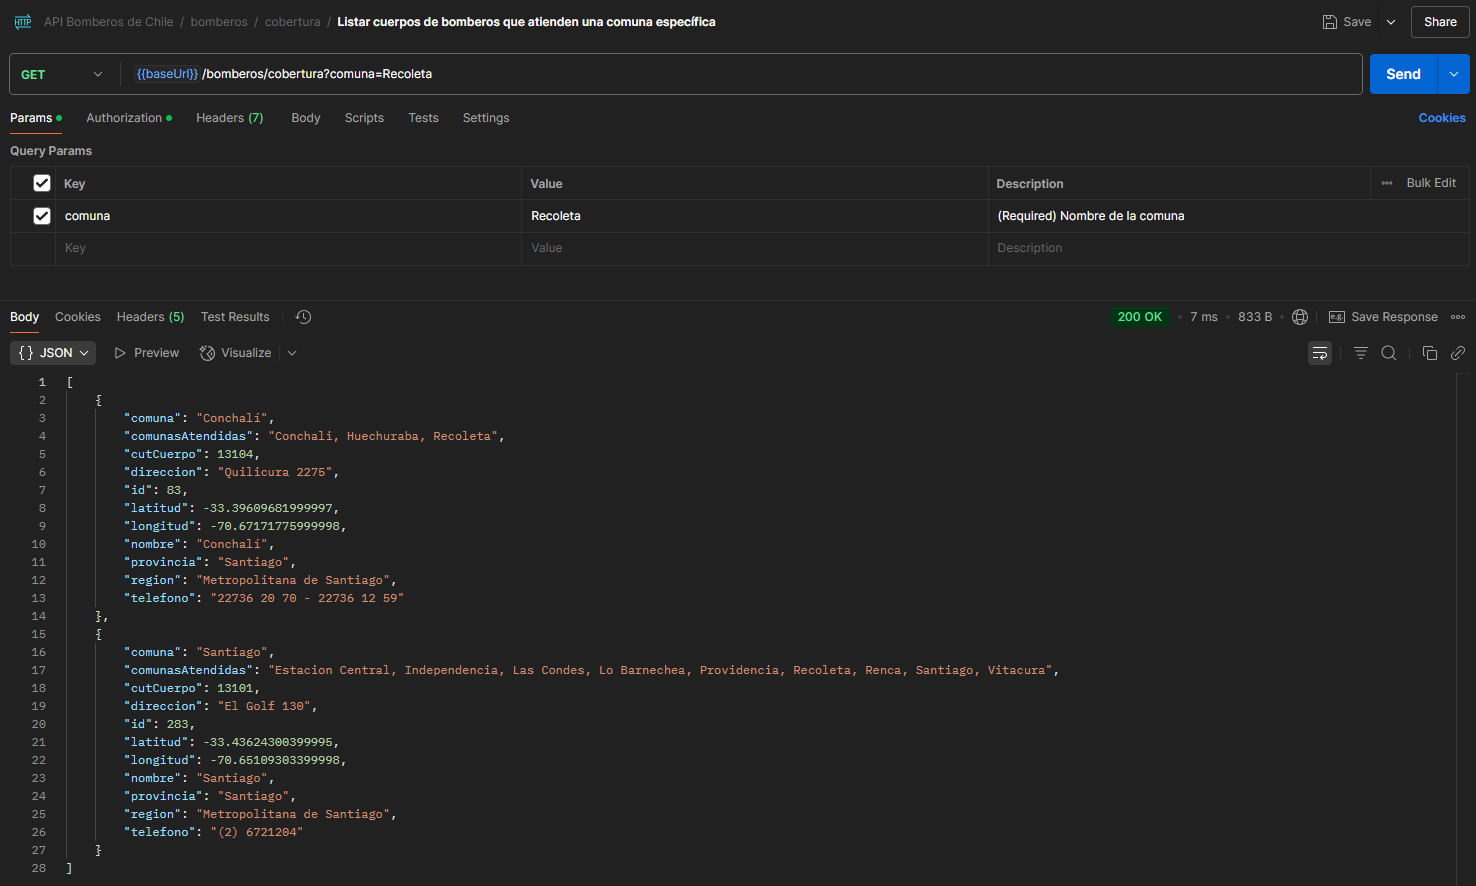 API Bomberos de Chile / bomberos / cobertura / Listar cuerpos de bomberos que atienden una comuna específica
Save
Share
GET
{{baseUrl}} /bomberos/cobertura?comuna=Recoleta
Send
Params
Authorization
Headers (7)
Body
Scripts
Tests
Settings
Cookies
Query Params
Key
Value
Description
Bulk Edit
comuna
Recoleta
(Required) Nombre de la comuna
Key
Value
Description
Body
Cookies
Headers (5)
Test Results
200 OK
7 ms
833 B
Save Response
{} JSON
Preview
Visualize
1 [
2 {
3 "comuna": "Conchalí",
4 "comunasAtendidas": "Conchali, Huechuraba, Recoleta",
5 "cutCuerpo": 13104,
6 "direccion": "Quilicura 2275",
7 "id": 83,
8 "latitud": -33.39609681999997,
9 "longitud": -70.67171775999998,
10 "nombre": "Conchalí",
11 "provincia": "Santiago",
12 "region": "Metropolitana de Santiago",
13 "telefono": "22736 20 70 - 22736 12 59"
14 },
15 {
16 "comuna": "Santiago",
17 "comunasAtendidas": "Estacion Central, Independencia, Las Condes, Lo Barnechea, Providencia, Recoleta, Renca, Santiago, Vitacura",
18 "cutCuerpo": 13101,
19 "direccion": "El Golf 130",
20 "id": 283,
21 "latitud": -33.43624300399995,
22 "longitud": -70.65109303399998,
23 "nombre": "Santiago",
24 "provincia": "Santiago",
25 "region": "Metropolitana de Santiago",
26 "telefono": "(2) 6721204"
27 }
28 ]